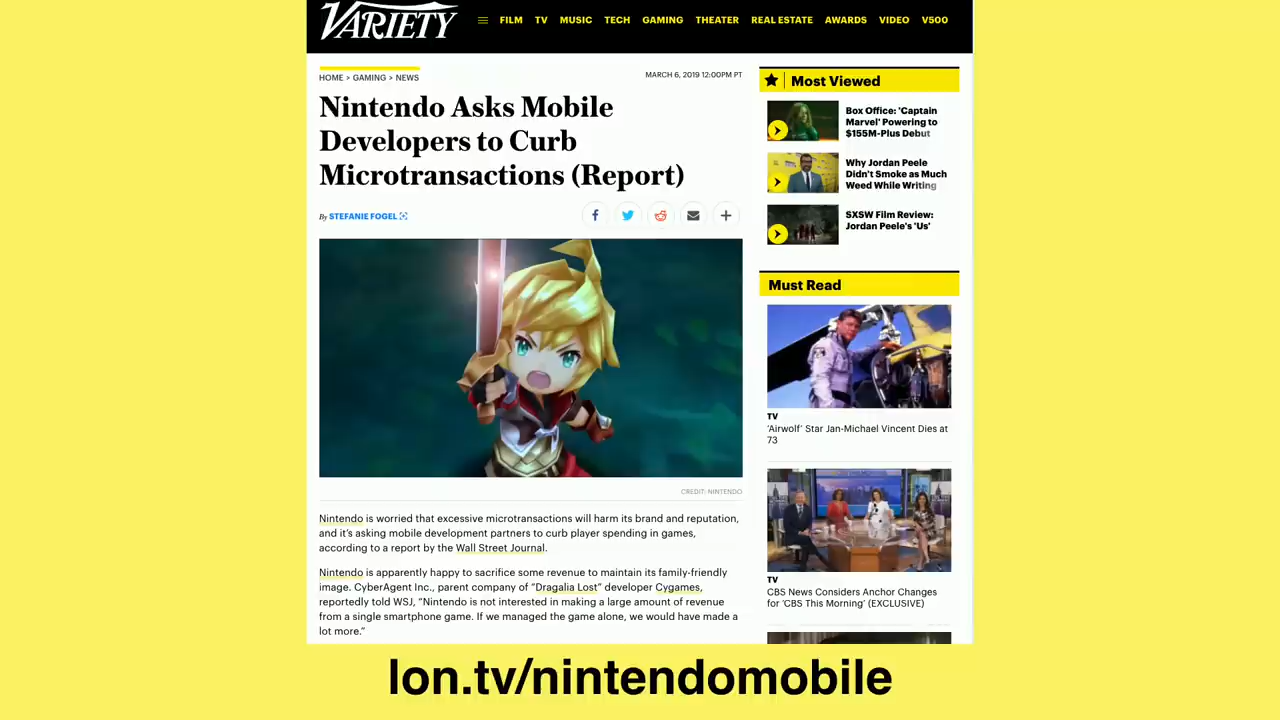 VARIETY
FILM TV MUSIC TECH GAMING THEATER REAL ESTATE AWARDS VIDEO V500
HOME > GAMING > NEWS
MARCH 6, 2019 12:00PM PT
Nintendo Asks Mobile
Developers to Curb
Microtransactions (Report)
By STEFANIE FOGEL
CREDIT: NINTENDO
Nintendo is worried that excessive microtransactions will harm its brand and reputation,
and it's asking mobile development partners to curb player spending in games,
according to a report by the Wall Street Journal.
Nintendo is apparently happy to sacrifice some revenue to maintain its family-friendly
image. CyberAgent Inc., parent company of "Dragalia Lost" developer Cygames,
reportedly told WSJ, "Nintendo is not interested in making a large amount of revenue
from a single smartphone game. If we managed the game alone, we would have made a
lot more."
Most Viewed
Box Office: 'Captain
Marvel' Powering to
$155M-Plus Debut
Why Jordan Peele
Didn't Smoke as Much
Weed While Writing
SXSW Film Review:
Jordan Peele's 'Us'
Must Read
TV
'Airwolf' Star Jan-Michael Vincent Dies at
73
TV
CBS News Considers Anchor Changes
for 'CBS This Morning' (EXCLUSIVE)
lon.tv/nintendomobile